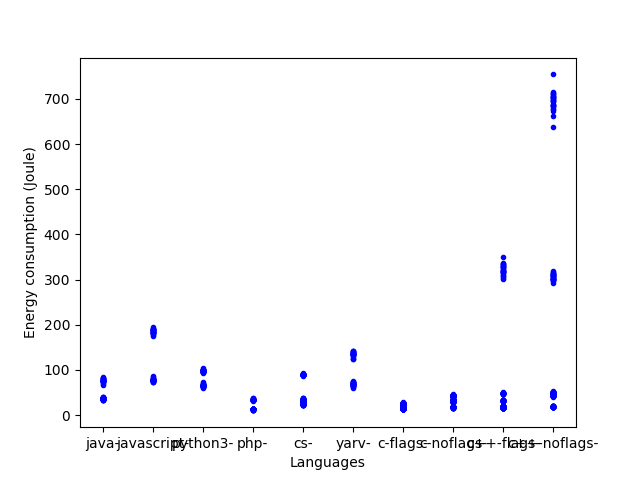 700
600
500
400
300
200
100
0
Energy consumption (Joule)
java- javascript- python3- php- cs- yarv- c-flags- c-noflags- c++-flags- c++-noflags-
Languages